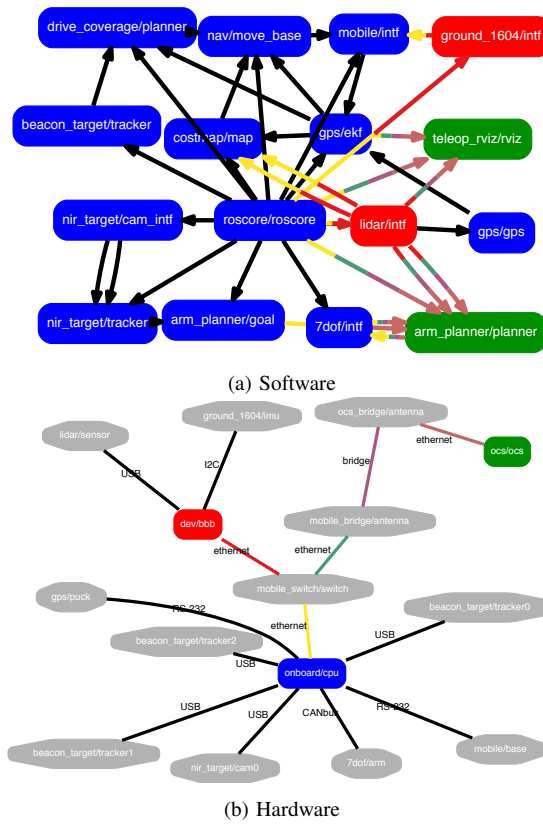 drive_coverage/planner
nav/move_base
mobile/intf
ground_1604/intf
beacon_target/tracker
costmap/map
gps/ekf
teleop_rviz/rviz
nir_target/cam_intf
roscore/roscore
lidar/intf
gps/gps
nir_target/tracker
arm_planner/goal
7dof/intf
arm_planner/planner
(a) Software
lidar/sensor
ground_1604/imu
ocs_bridge/antenna
ethernet
ocs/ocs
USB
I2C
bridge
dev/bbb
mobile_bridge/antenna
ethernet
ethernet
mobile_switch/switch
gps/puck
RS-232
ethernet
beacon_target/tracker0
beacon_target/tracker2
USB
USB
onboard/cpu
USB
USB
CANbus
RS-232
beacon_target/tracker1
nir_target/cam0
7dof/arm
mobile/base
(b) Hardware